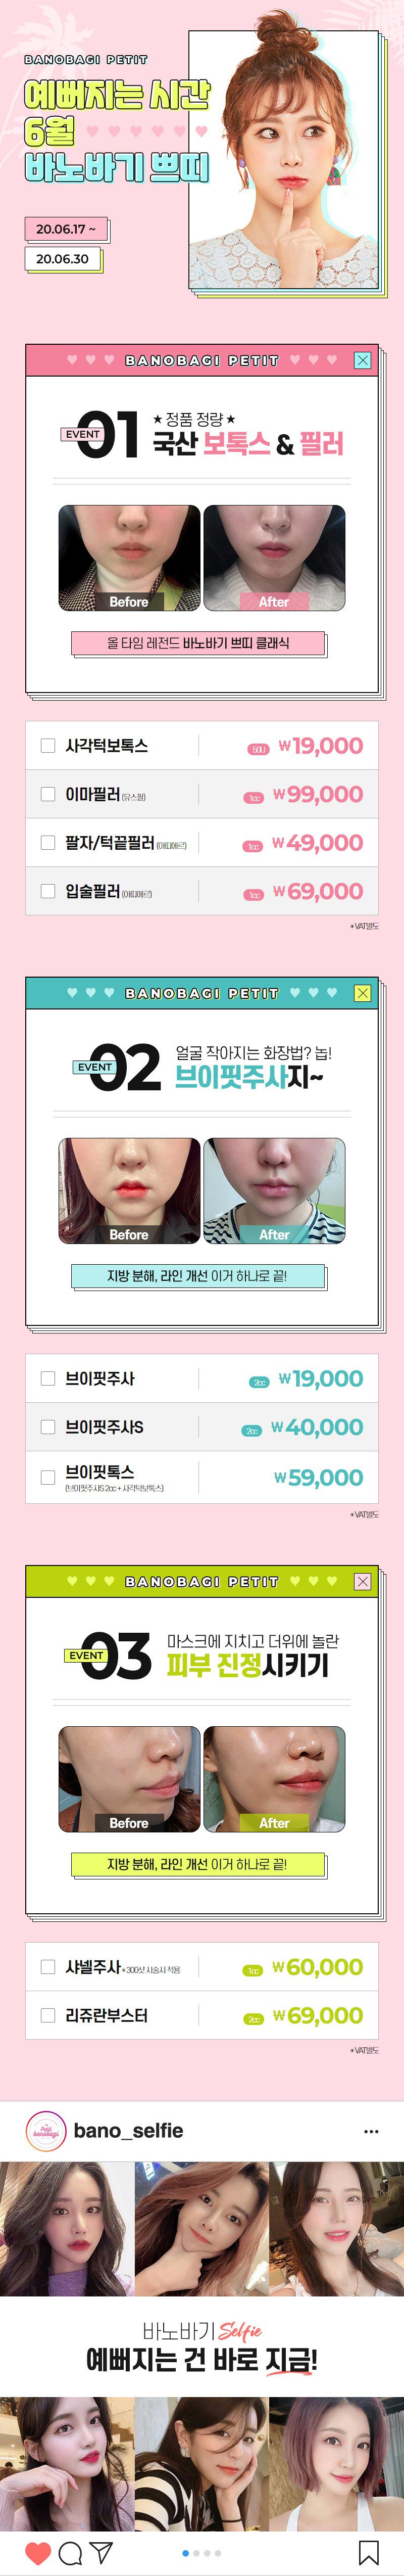 BANOBAGI PETIT
예뻐지는 시간
6월
바노바기 쁘띠
20.06.17 ~
20.06.30
BANOBAGI PETIT
EVENT 01
★ 정품 정량 ★
국산 보톡스 & 필러
Before
After
올 타임 레전드 바노바기 쁘띠 클래식
사각턱보톡스 50U ₩19,000
이마필러 (뮤스필) 1cc ₩99,000
팔자/턱끝필러 (아띠에르) 1cc ₩49,000
입술필러 (아띠에르) 1cc ₩69,000
* VAT별도
BANOBAGI PETIT
EVENT 02
얼굴 작아지는 화장법? 놉!
브이핏주사지~
Before
After
지방 분해, 라인 개선 이거 하나로 끝!
브이핏주사 2cc ₩19,000
브이핏주사S 2cc ₩40,000
브이핏톡스 ₩59,000
(브이핏주사S 2cc + 사각턱보톡스)
* VAT별도
BANOBAGI PETIT
EVENT 03
마스크에 지치고 더위에 놀란
피부 진정시키기
Before
After
지방 분해, 라인 개선 이거 하나로 끝!
샤넬주사 * 300샷 시술시 적용 1cc ₩60,000
리쥬란부스터 2cc ₩69,000
* VAT별도
bano_selfie
바노바기 Selfie
예뻐지는 건 바로 지금!